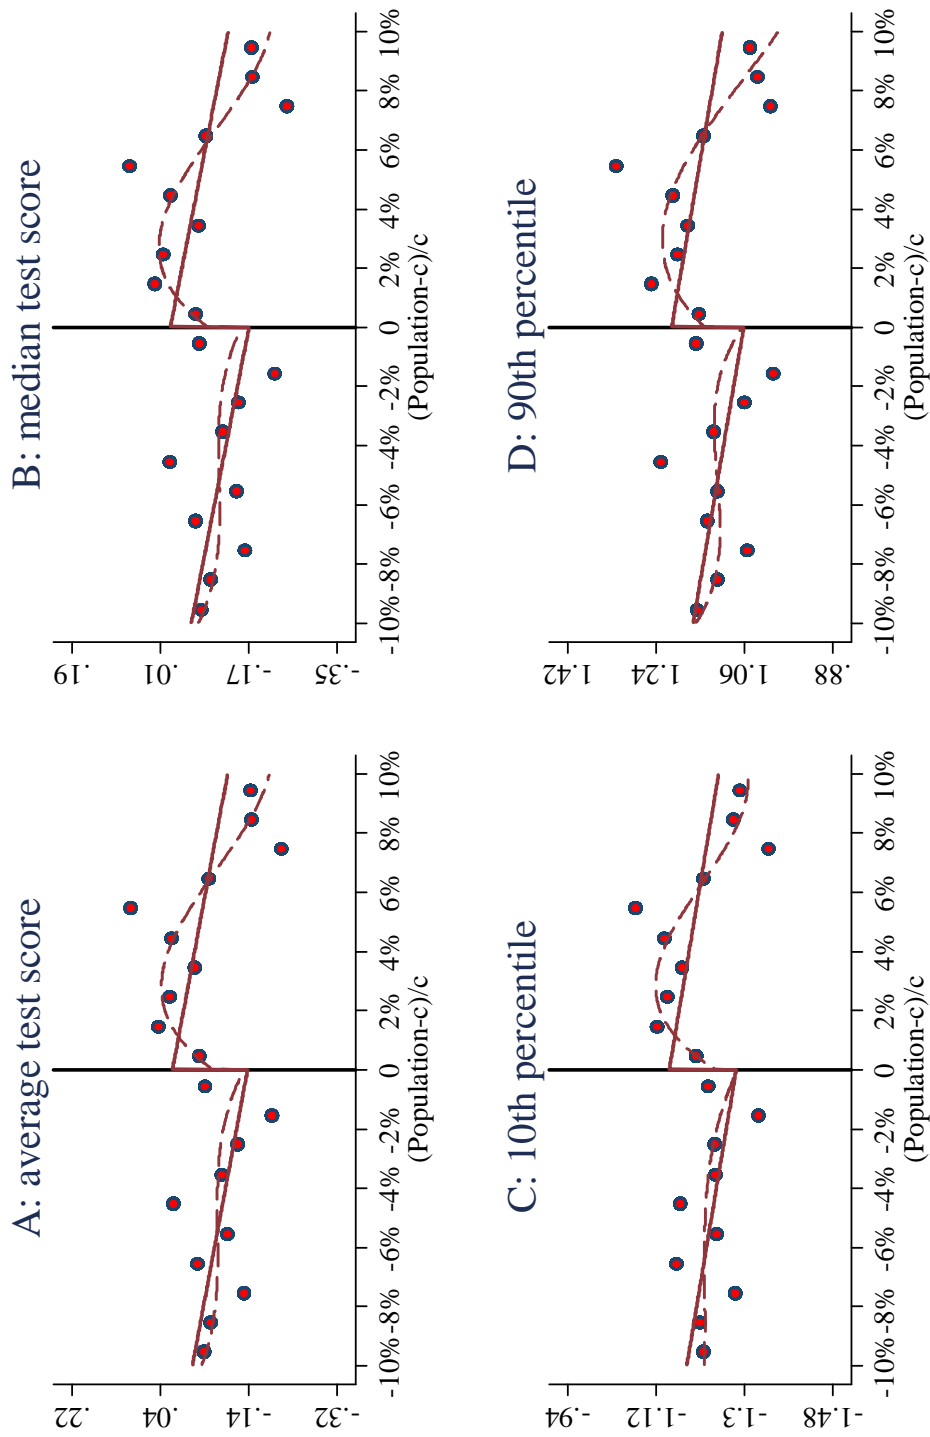 A: average test score
.22
.04
-.14
-.32
-10% -8% -6% -4% -2% 0 2% 4% 6% 8% 10%
(Population-c)/c
B: median test score
.19
.01
-.17
-.35
-10% -8% -6% -4% -2% 0 2% 4% 6% 8% 10%
(Population-c)/c
C: 10th percentile
-.94
-1.12
-1.3
-1.48
-10% -8% -6% -4% -2% 0 2% 4% 6% 8% 10%
(Population-c)/c
D: 90th percentile
1.42
1.24
1.06
.88
-10% -8% -6% -4% -2% 0 2% 4% 6% 8% 10%
(Population-c)/c